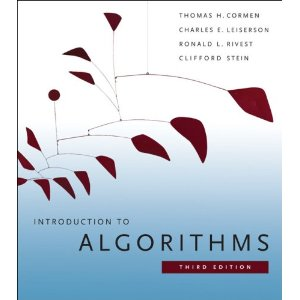 THOMAS H. CORMEN
CHARLES E. LEISERSON
RONALD L. RIVEST
CLIFFORD STEIN
INTRODUCTION TO
ALGORITHMS
THIRD EDITION